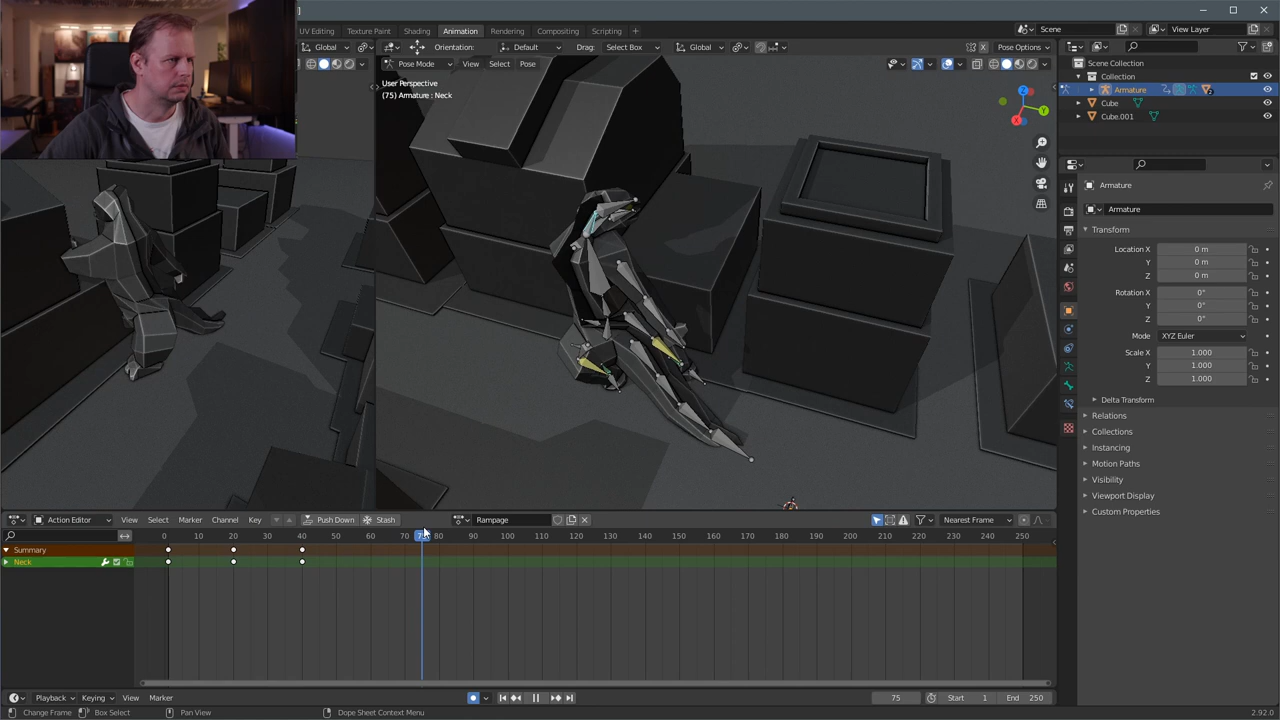 UV Editing Texture Paint Shading Animation Rendering Compositing Scripting + Scene View Layer
Global Orientation: Default Drag: Select Box Global Pose Options
Pose Mode View Select Pose
User Perspective
(75) Armature : Neck
Z
Y
X
Scene Collection
Collection
Armature
Cube
Cube.001
Armature
Armature
Transform
Location X 0 m
Y 0 m
Z 0 m
Rotation X 0°
Y 0°
Z 0°
Mode XYZ Euler
Scale X 1.000
Y 1.000
Z 1.000
Delta Transform
Relations
Collections
Instancing
Motion Paths
Visibility
Viewport Display
Custom Properties
Action Editor View Select Marker Channel Key Push Down Stash Rampage Nearest Frame
0 10 20 30 40 50 60 70 80 90 100 110 120 130 140 150 160 170 180 190 200 210 220 230 240 250
Summary
Neck
Playback Keying View Marker 75 Start 1 End 250
Change Frame Box Select Pan View Dope Sheet Context Menu 2.92.0